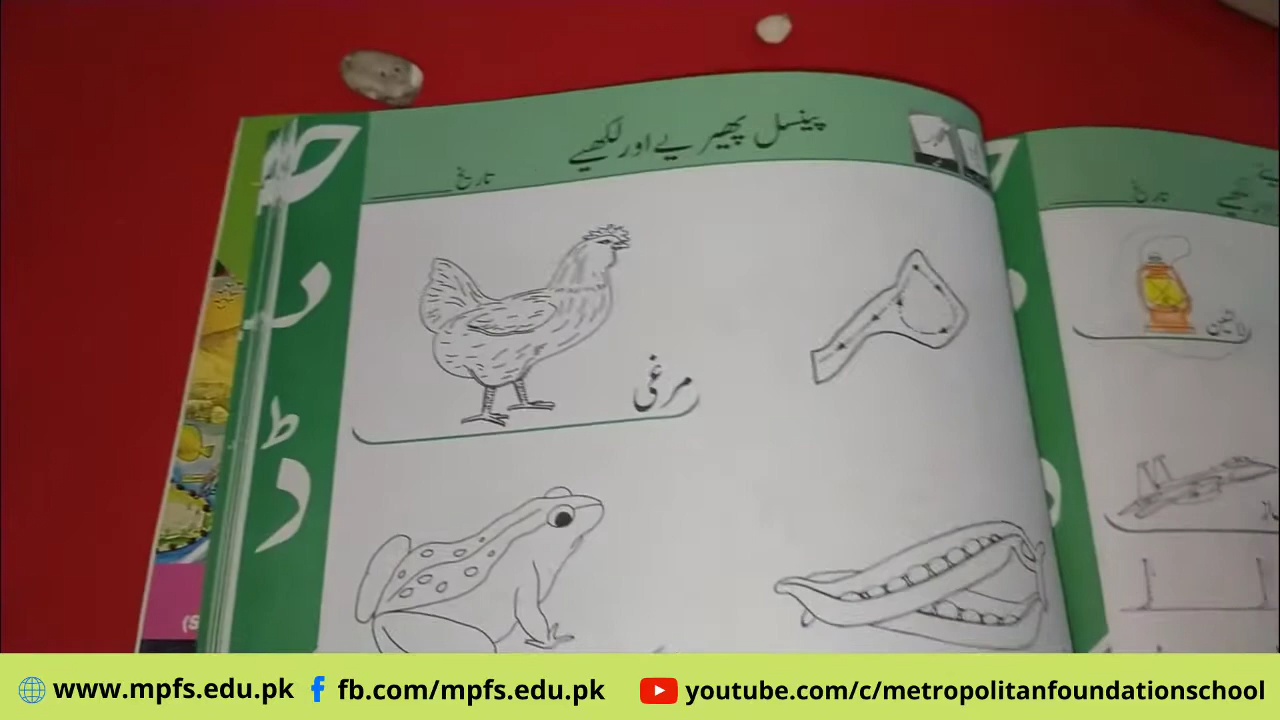 پینسل پھیریے اور لکھیے
تاریخ
د
ڈ
مرغی
تاریخ
لالٹین
www.mpfs.edu.pk
fb.com/mpfs.edu.pk
youtube.com/c/metropolitanfoundationschool